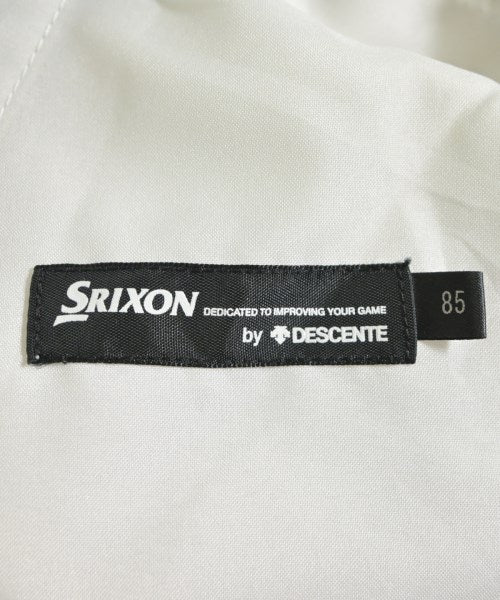 SRIXON DEDICATED TO IMPROVING YOUR GAME
by DESCENTE
85